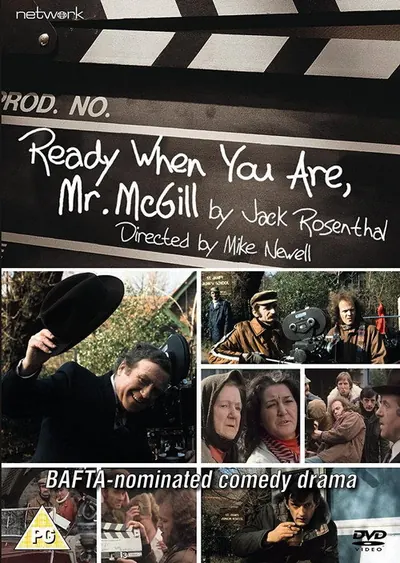 network
PROD. NO.
Ready When You Are,
Mr. McGill by Jack Rosenthal
Directed by Mike Newell
BAFTA-nominated comedy drama
PG
DVD
VIDEO